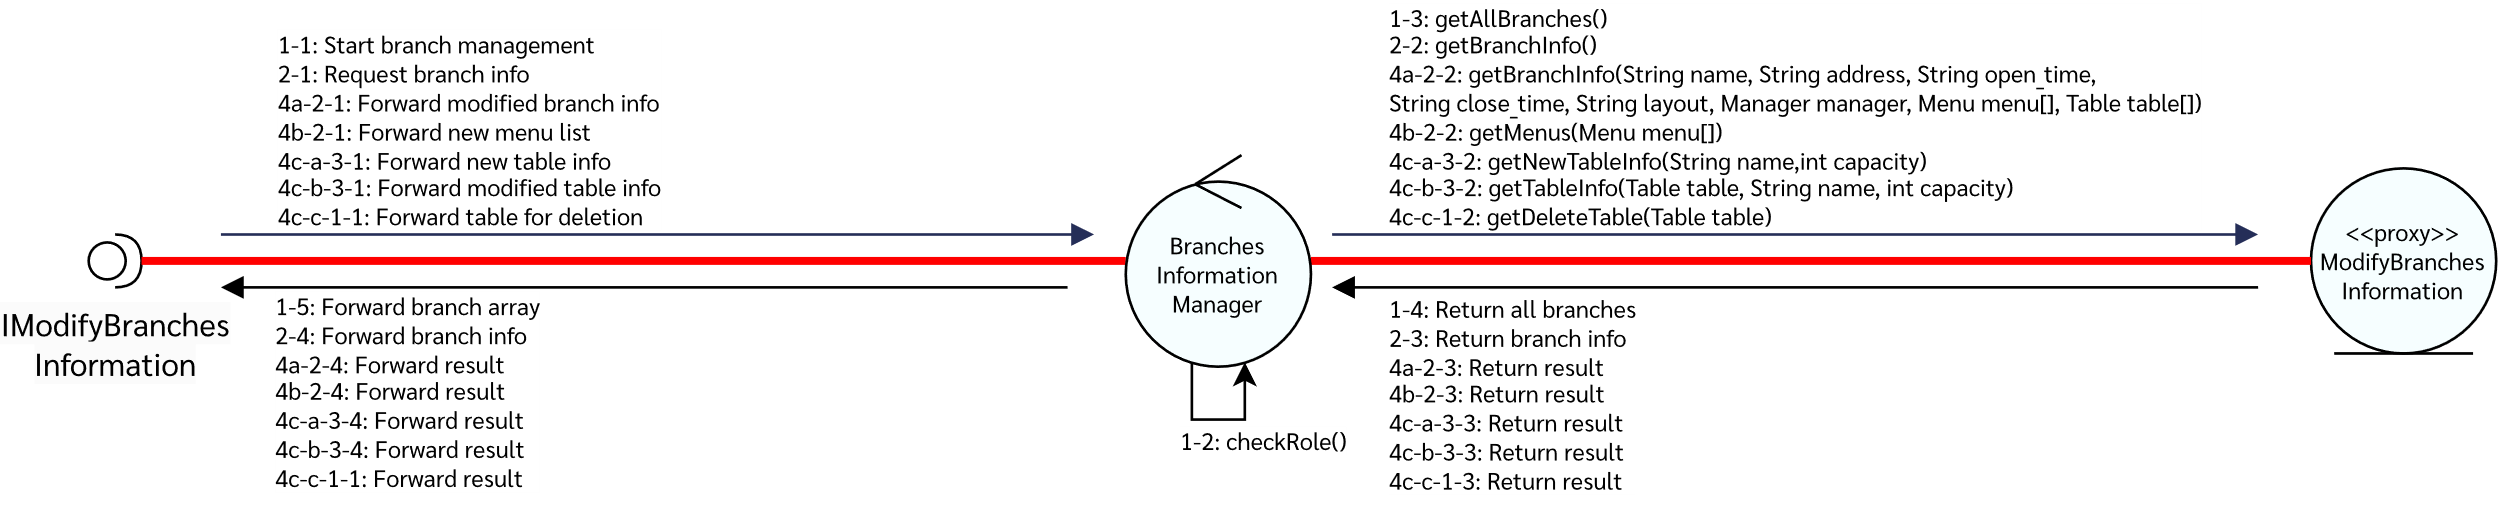 1-1: Start branch management
2-1: Request branch info
4a-2-1: Forward modified branch info
4b-2-1: Forward new menu list
4c-a-3-1: Forward new table info
4c-b-3-1: Forward modified table info
4c-c-1-1: Forward table for deletion
IModifyBranches
Information
1-5: Forward branch array
2-4: Forward branch info
4a-2-4: Forward result
4b-2-4: Forward result
4c-a-3-4: Forward result
4c-b-3-4: Forward result
4c-c-1-1: Forward result
Branches
Information
Manager
1-2: checkRole()
1-3: getAllBranches()
2-2: getBranchInfo()
4a-2-2: getBranchInfo(String name, String address, String open_time,
String close_time, String layout, Manager manager, Menu menu[], Table table[])
4b-2-2: getMenus(Menu menu[])
4c-a-3-2: getNewTableInfo(String name,int capacity)
4c-b-3-2: getTableInfo(Table table, String name, int capacity)
4c-c-1-2: getDeleteTable(Table table)
1-4: Return all branches
2-3: Return branch info
4a-2-3: Return result
4b-2-3: Return result
4c-a-3-3: Return result
4c-b-3-3: Return result
4c-c-1-3: Return result
<<proxy>>
ModifyBranches
Information